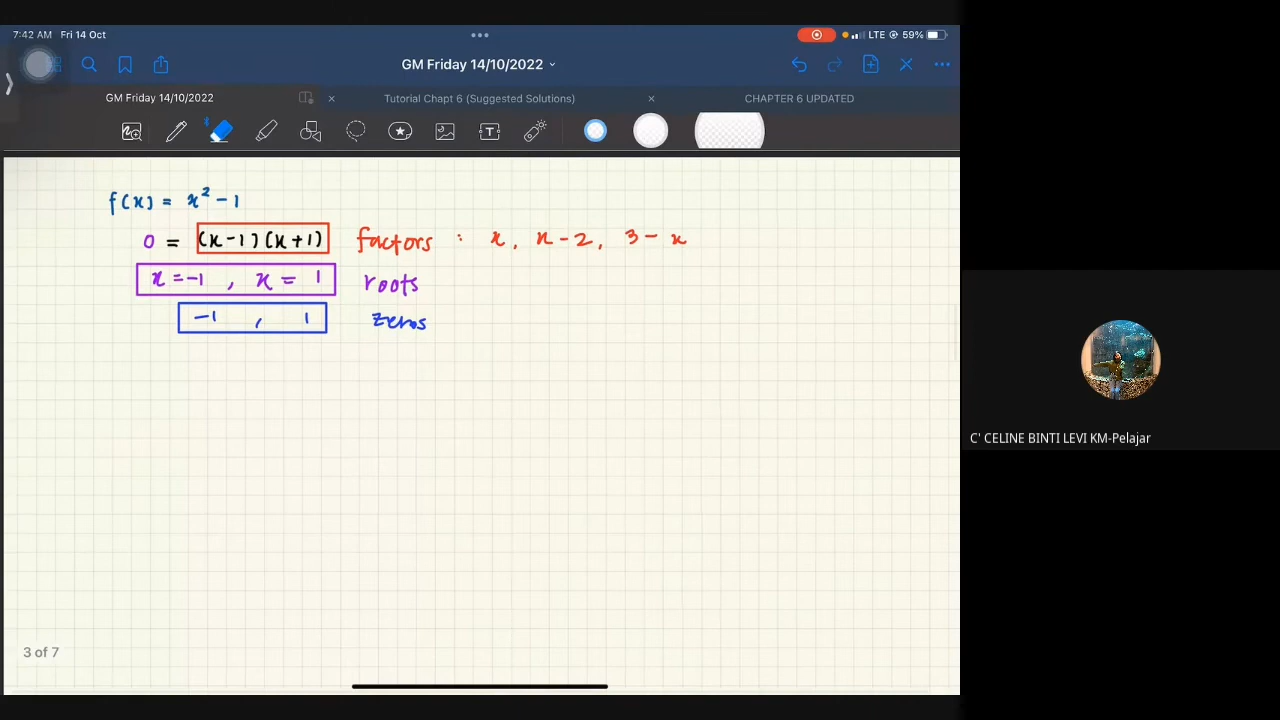 7:42 AM Fri 14 Oct
LTE 59%
GM Friday 14/10/2022
GM Friday 14/10/2022 Tutorial Chapt 6 (Suggested Solutions) CHAPTER 6 UPDATED
f(x) = x² - 1
0 = (x-1)(x+1) factors : x, x-2, 3-x
x = -1 , x = 1 roots
-1 , 1 zeros
C' CELINE BINTI LEVI KM-Pelajar
3 of 7